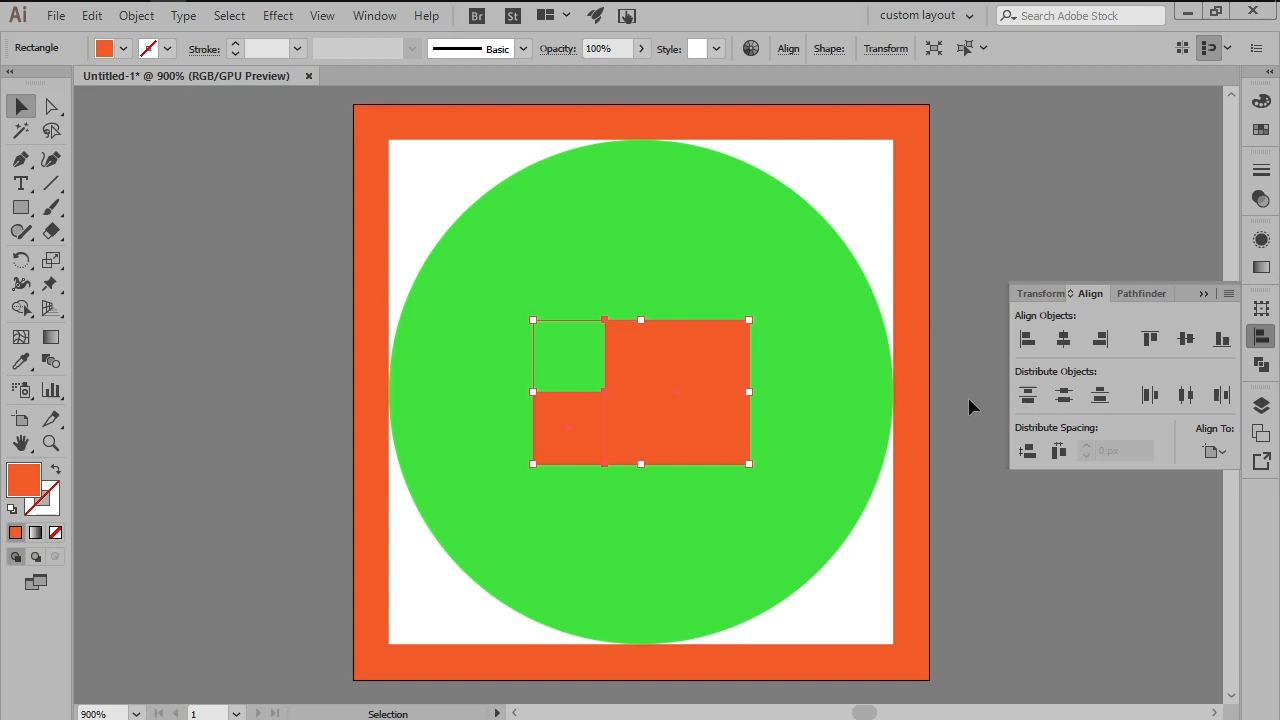 Ai File Edit Object Type Select Effect View Window Help Br St custom layout Search Adobe Stock
Rectangle Stroke: Basic Opacity: 100% Style: Align Shape: Transform
Untitled-1* @ 900% (RGB/GPU Preview) ×
Transform Align Pathfinder
Align Objects:
Distribute Objects:
Distribute Spacing: Align To:
0 px
900% 1 Selection